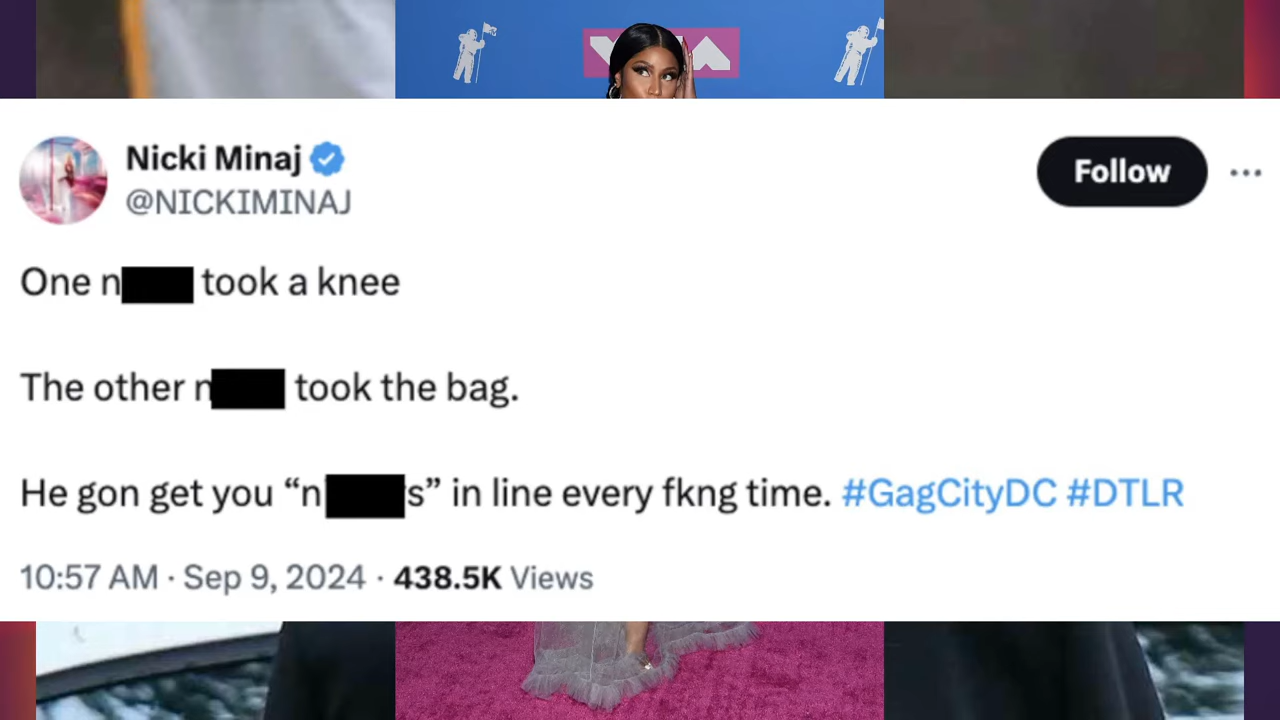 VMA
Nicki Minaj
@NICKIMINAJ
Follow
One n took a knee
The other n took the bag.
He gon get you “n s” in line every fkng time. #GagCityDC #DTLR
10:57 AM · Sep 9, 2024 · 438.5K Views